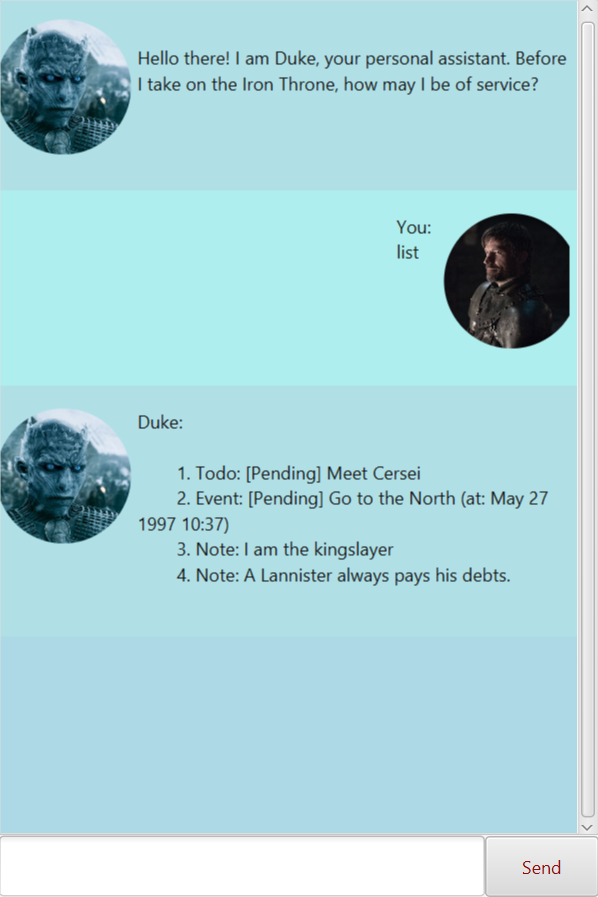 Hello there! I am Duke, your personal assistant. Before
I take on the Iron Throne, how may I be of service?
You:
list
Duke:
1. Todo: [Pending] Meet Cersei
2. Event: [Pending] Go to the North (at: May 27
1997 10:37)
3. Note: I am the kingslayer
4. Note: A Lannister always pays his debts.
Send